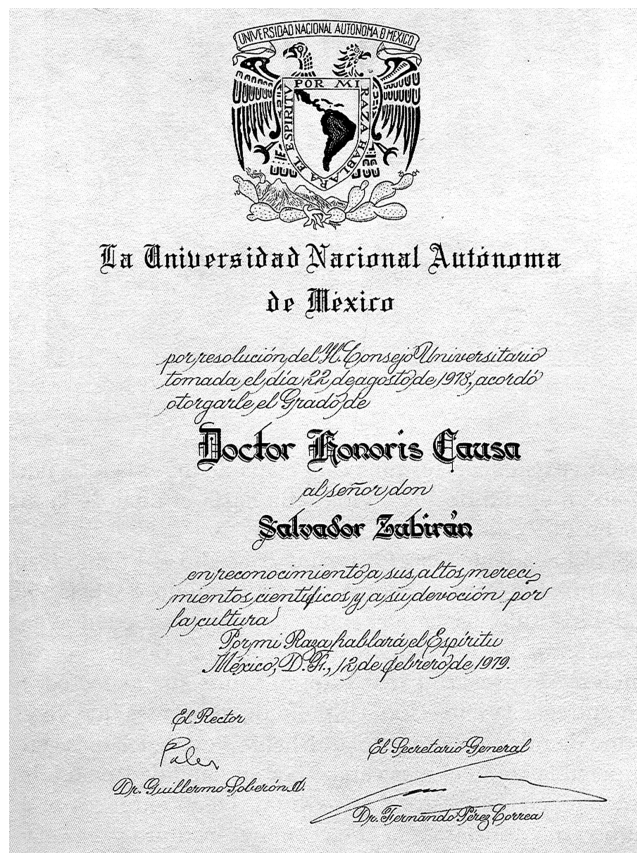 UNIVERSIDAD NACIONAL AUTONOMA D MEXICO
POR MI RAZA HABLARA EL ESPIRITV
La Universidad Nacional Autónoma
de México
por resolución del H. Consejo Universitario
tomada el día 22 de agosto de 1978, acordó
otorgarle el Grado de
Doctor Honoris Causa
al señor don
Salvador Zubirán
en reconocimiento a sus altos mereci
mientos científicos y a su devoción por
la cultura
Por mi Raza hablará el Espíritu
México, D. F., 12 de febrero de 1979.
El Rector
El Secretario General
Dr. Guillermo Soberón A.
Dr. Fernando Pérez Correa